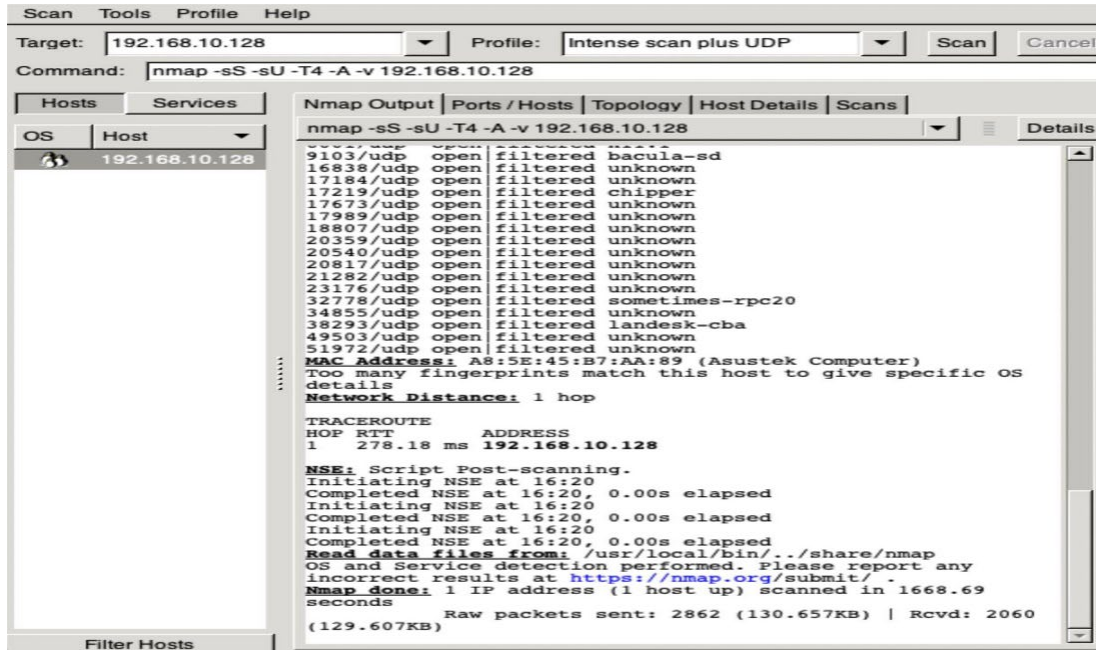 Scan Tools Profile Help
Target: 192.168.10.128 Profile: Intense scan plus UDP Scan Cancel
Command: nmap -sS -sU -T4 -A -v 192.168.10.128
Hosts Services
Nmap Output Ports / Hosts Topology Host Details Scans
OS Host
192.168.10.128
nmap -sS -sU -T4 -A -v 192.168.10.128 Details
9103/udp open|filtered bacula-sd
16838/udp open|filtered unknown
17184/udp open|filtered unknown
17219/udp open|filtered chipper
17673/udp open|filtered unknown
17989/udp open|filtered unknown
18807/udp open|filtered unknown
20359/udp open|filtered unknown
20540/udp open|filtered unknown
20817/udp open|filtered unknown
21282/udp open|filtered unknown
23176/udp open|filtered unknown
32778/udp open|filtered sometimes-rpc20
34855/udp open|filtered unknown
38293/udp open|filtered landesk-cba
49503/udp open|filtered unknown
51972/udp open|filtered unknown
MAC Address: A8:5E:45:B7:AA:89 (Asustek Computer)
Too many fingerprints match this host to give specific OS
details
Network Distance: 1 hop
TRACEROUTE
HOP RTT ADDRESS
1 278.18 ms 192.168.10.128
NSE: Script Post-scanning.
Initiating NSE at 16:20
Completed NSE at 16:20, 0.00s elapsed
Initiating NSE at 16:20
Completed NSE at 16:20, 0.00s elapsed
Initiating NSE at 16:20
Completed NSE at 16:20, 0.00s elapsed
Read data files from: /usr/local/bin/../share/nmap
OS and Service detection performed. Please report any
incorrect results at https://nmap.org/submit/ .
Nmap done: 1 IP address (1 host up) scanned in 1668.69
seconds
Raw packets sent: 2862 (130.657KB) | Rcvd: 2060
(129.607KB)
Filter Hosts